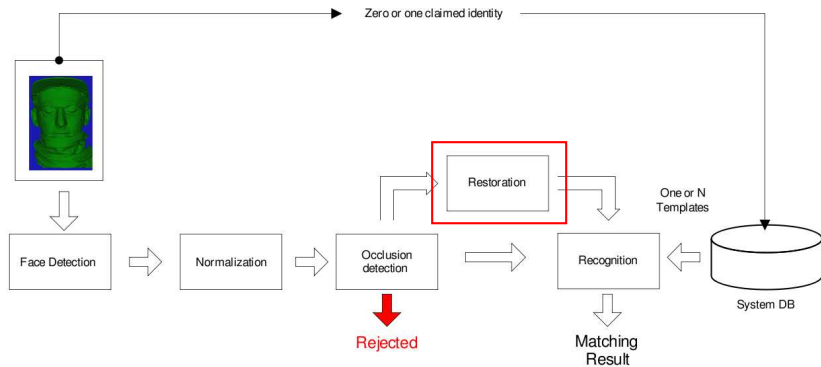 Zero or one claimed identity
Restoration
One or N
Templates
Face Detection
Normalization
Occlusion
detection
Recognition
System DB
Rejected
Matching
Result